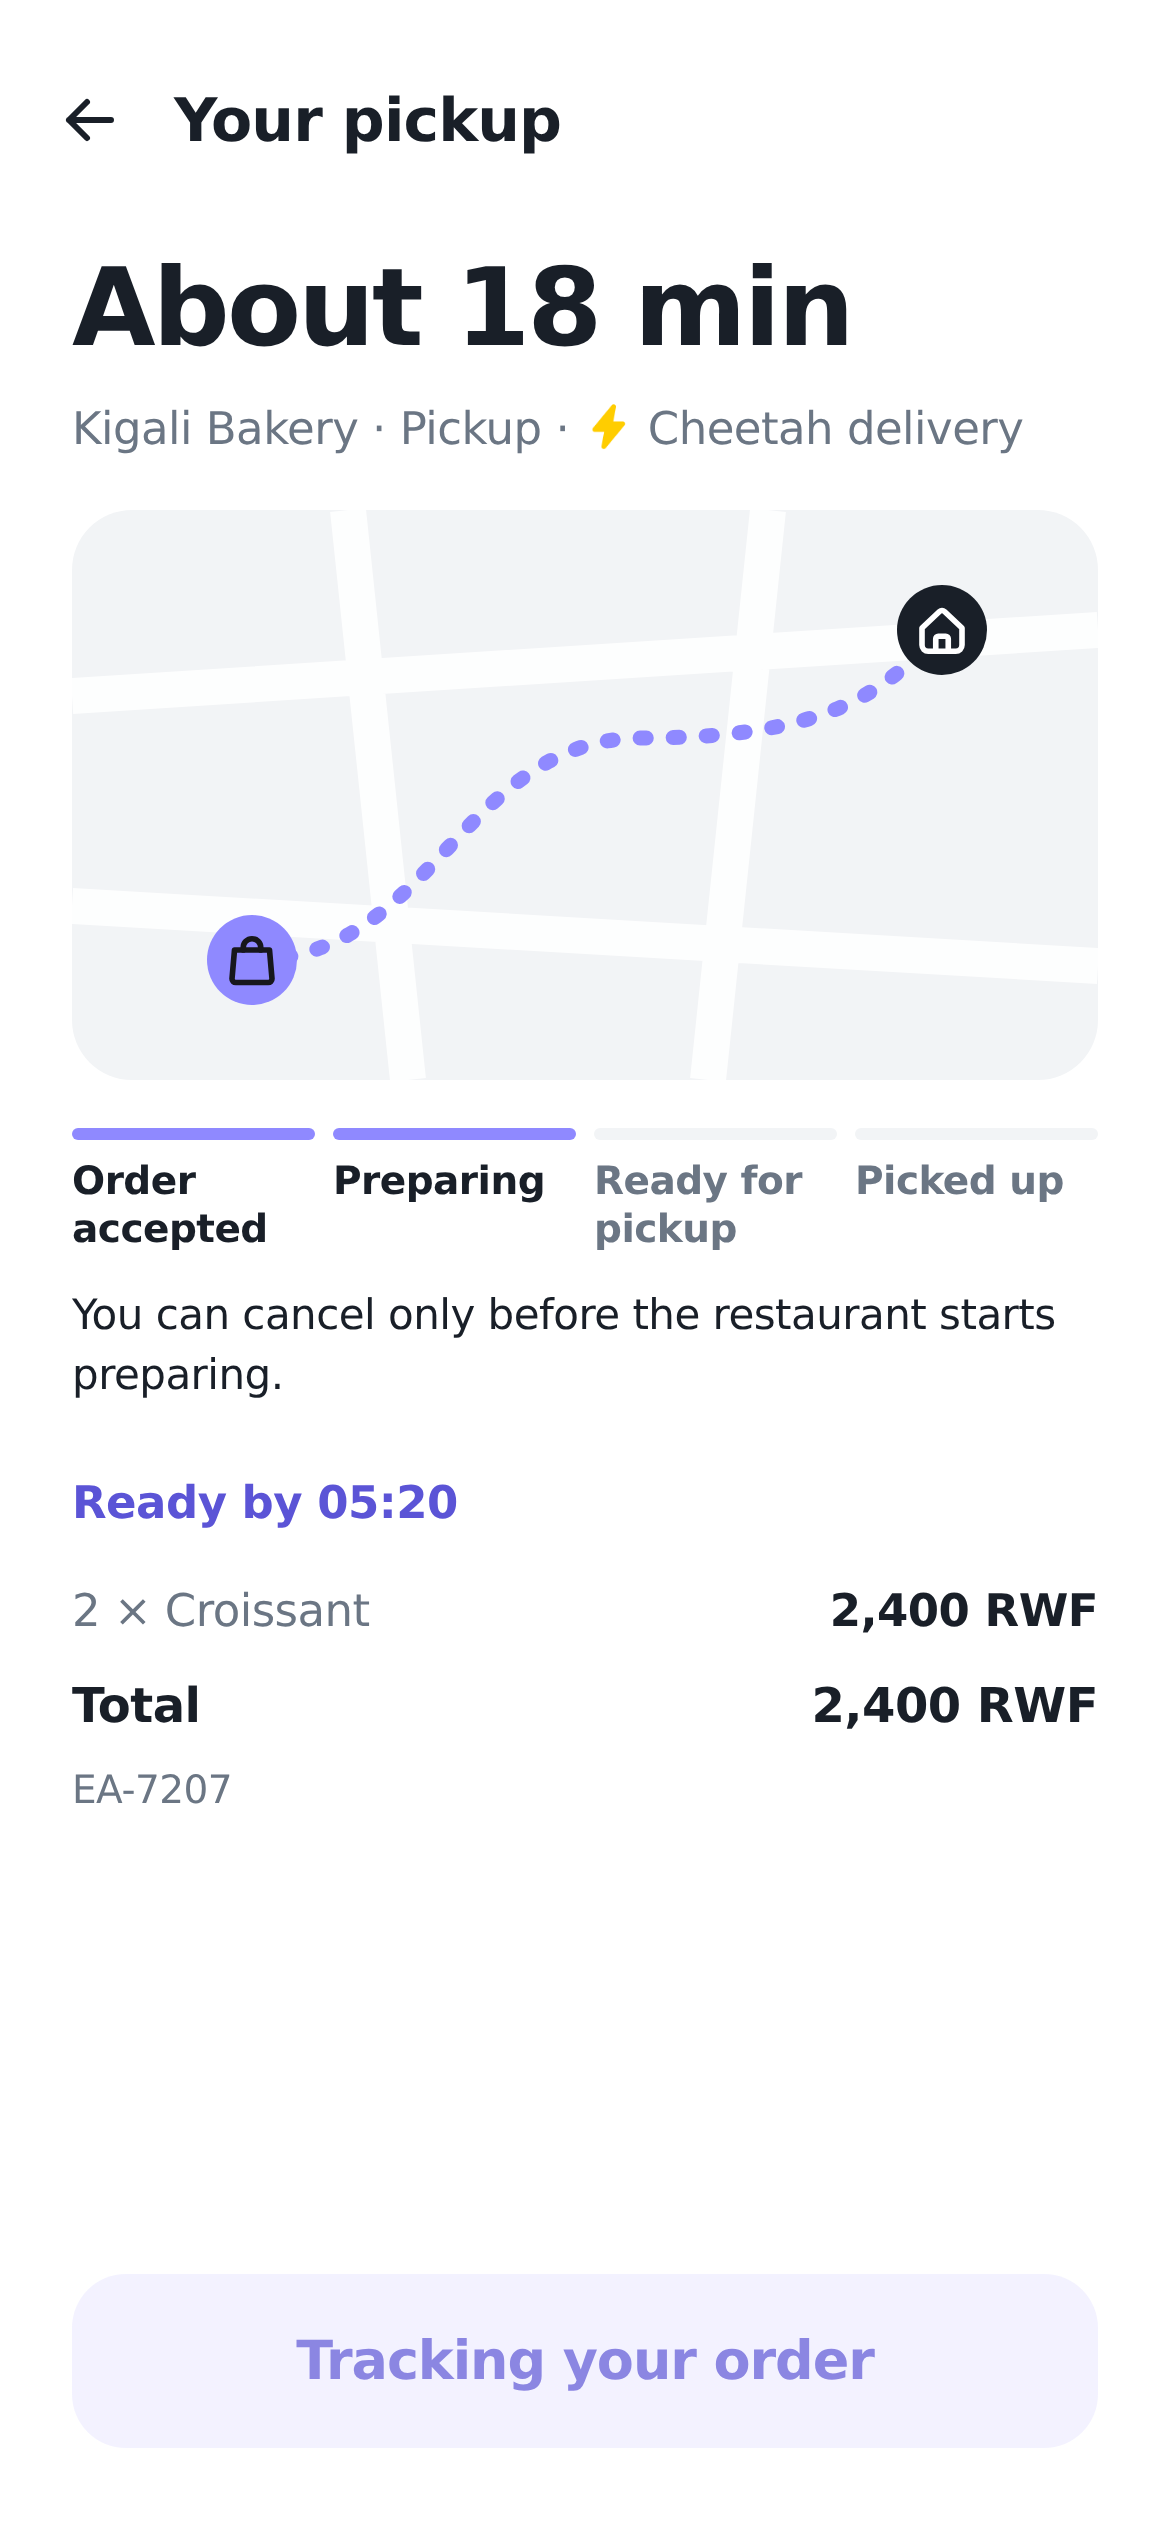 Your pickup
About 18 min
Kigali Bakery · Pickup · ⚡ Cheetah delivery
Order accepted
Preparing
Ready for pickup
Picked up
You can cancel only before the restaurant starts
preparing.
Ready by 05:20
2 × Croissant 2,400 RWF
Total 2,400 RWF
EA-7207
Tracking your order